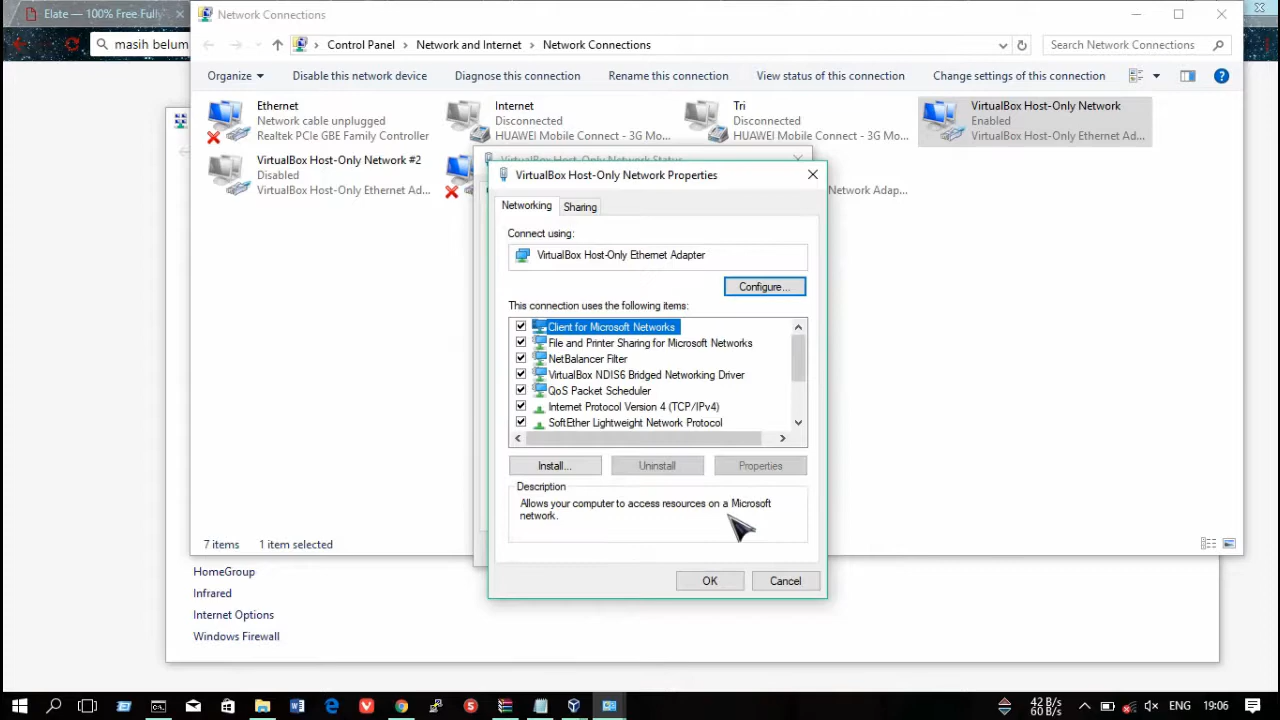 Elate — 100% Free Fully
masih belum
Network Connections
Control Panel
Network and Internet
Network Connections
Search Network Connections
Organize
Disable this network device
Diagnose this connection
Rename this connection
View status of this connection
Change settings of this connection
Ethernet
Network cable unplugged
Realtek PCIe GBE Family Controller
Internet
Disconnected
HUAWEI Mobile Connect - 3G Mo...
Tri
Disconnected
HUAWEI Mobile Connect - 3G Mo...
VirtualBox Host-Only Network
Enabled
VirtualBox Host-Only Ethernet Ad...
VirtualBox Host-Only Network #2
Disabled
VirtualBox Host-Only Ethernet Ad...
Network Adap...
VirtualBox Host-Only Network Status
VirtualBox Host-Only Network Properties
Networking
Sharing
Connect using:
VirtualBox Host-Only Ethernet Adapter
Configure...
This connection uses the following items:
Client for Microsoft Networks
File and Printer Sharing for Microsoft Networks
NetBalancer Filter
VirtualBox NDIS6 Bridged Networking Driver
QoS Packet Scheduler
Internet Protocol Version 4 (TCP/IPv4)
SoftEther Lightweight Network Protocol
Install...
Uninstall
Properties
Description
Allows your computer to access resources on a Microsoft
network.
OK
Cancel
7 items
1 item selected
HomeGroup
Infrared
Internet Options
Windows Firewall
42 B/s
60 B/s
ENG
19:06